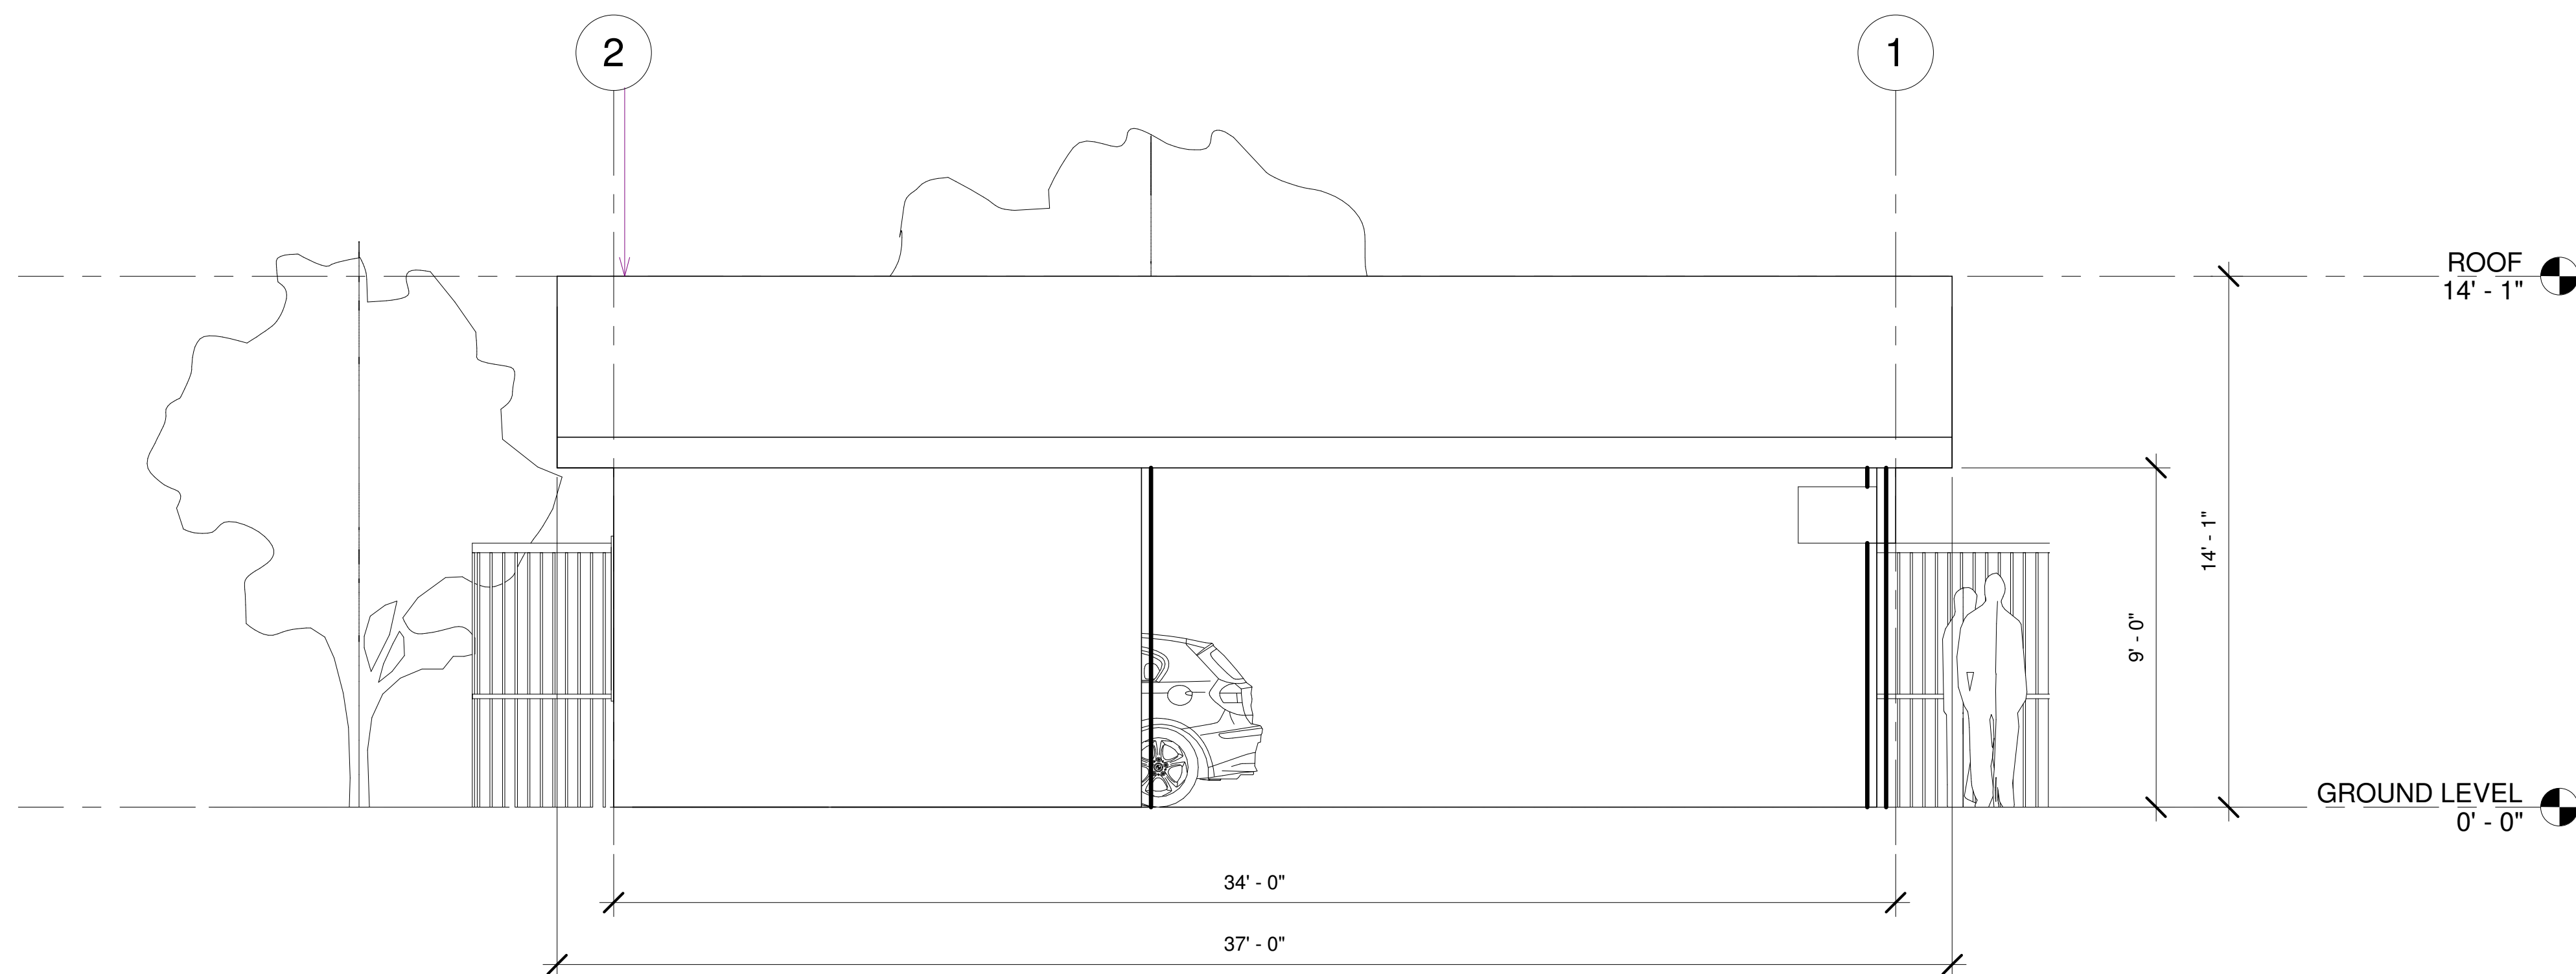 2
1
ROOF
14' - 1"
14' - 1"
9' - 0"
GROUND LEVEL
0' - 0"
34' - 0"
37' - 0"